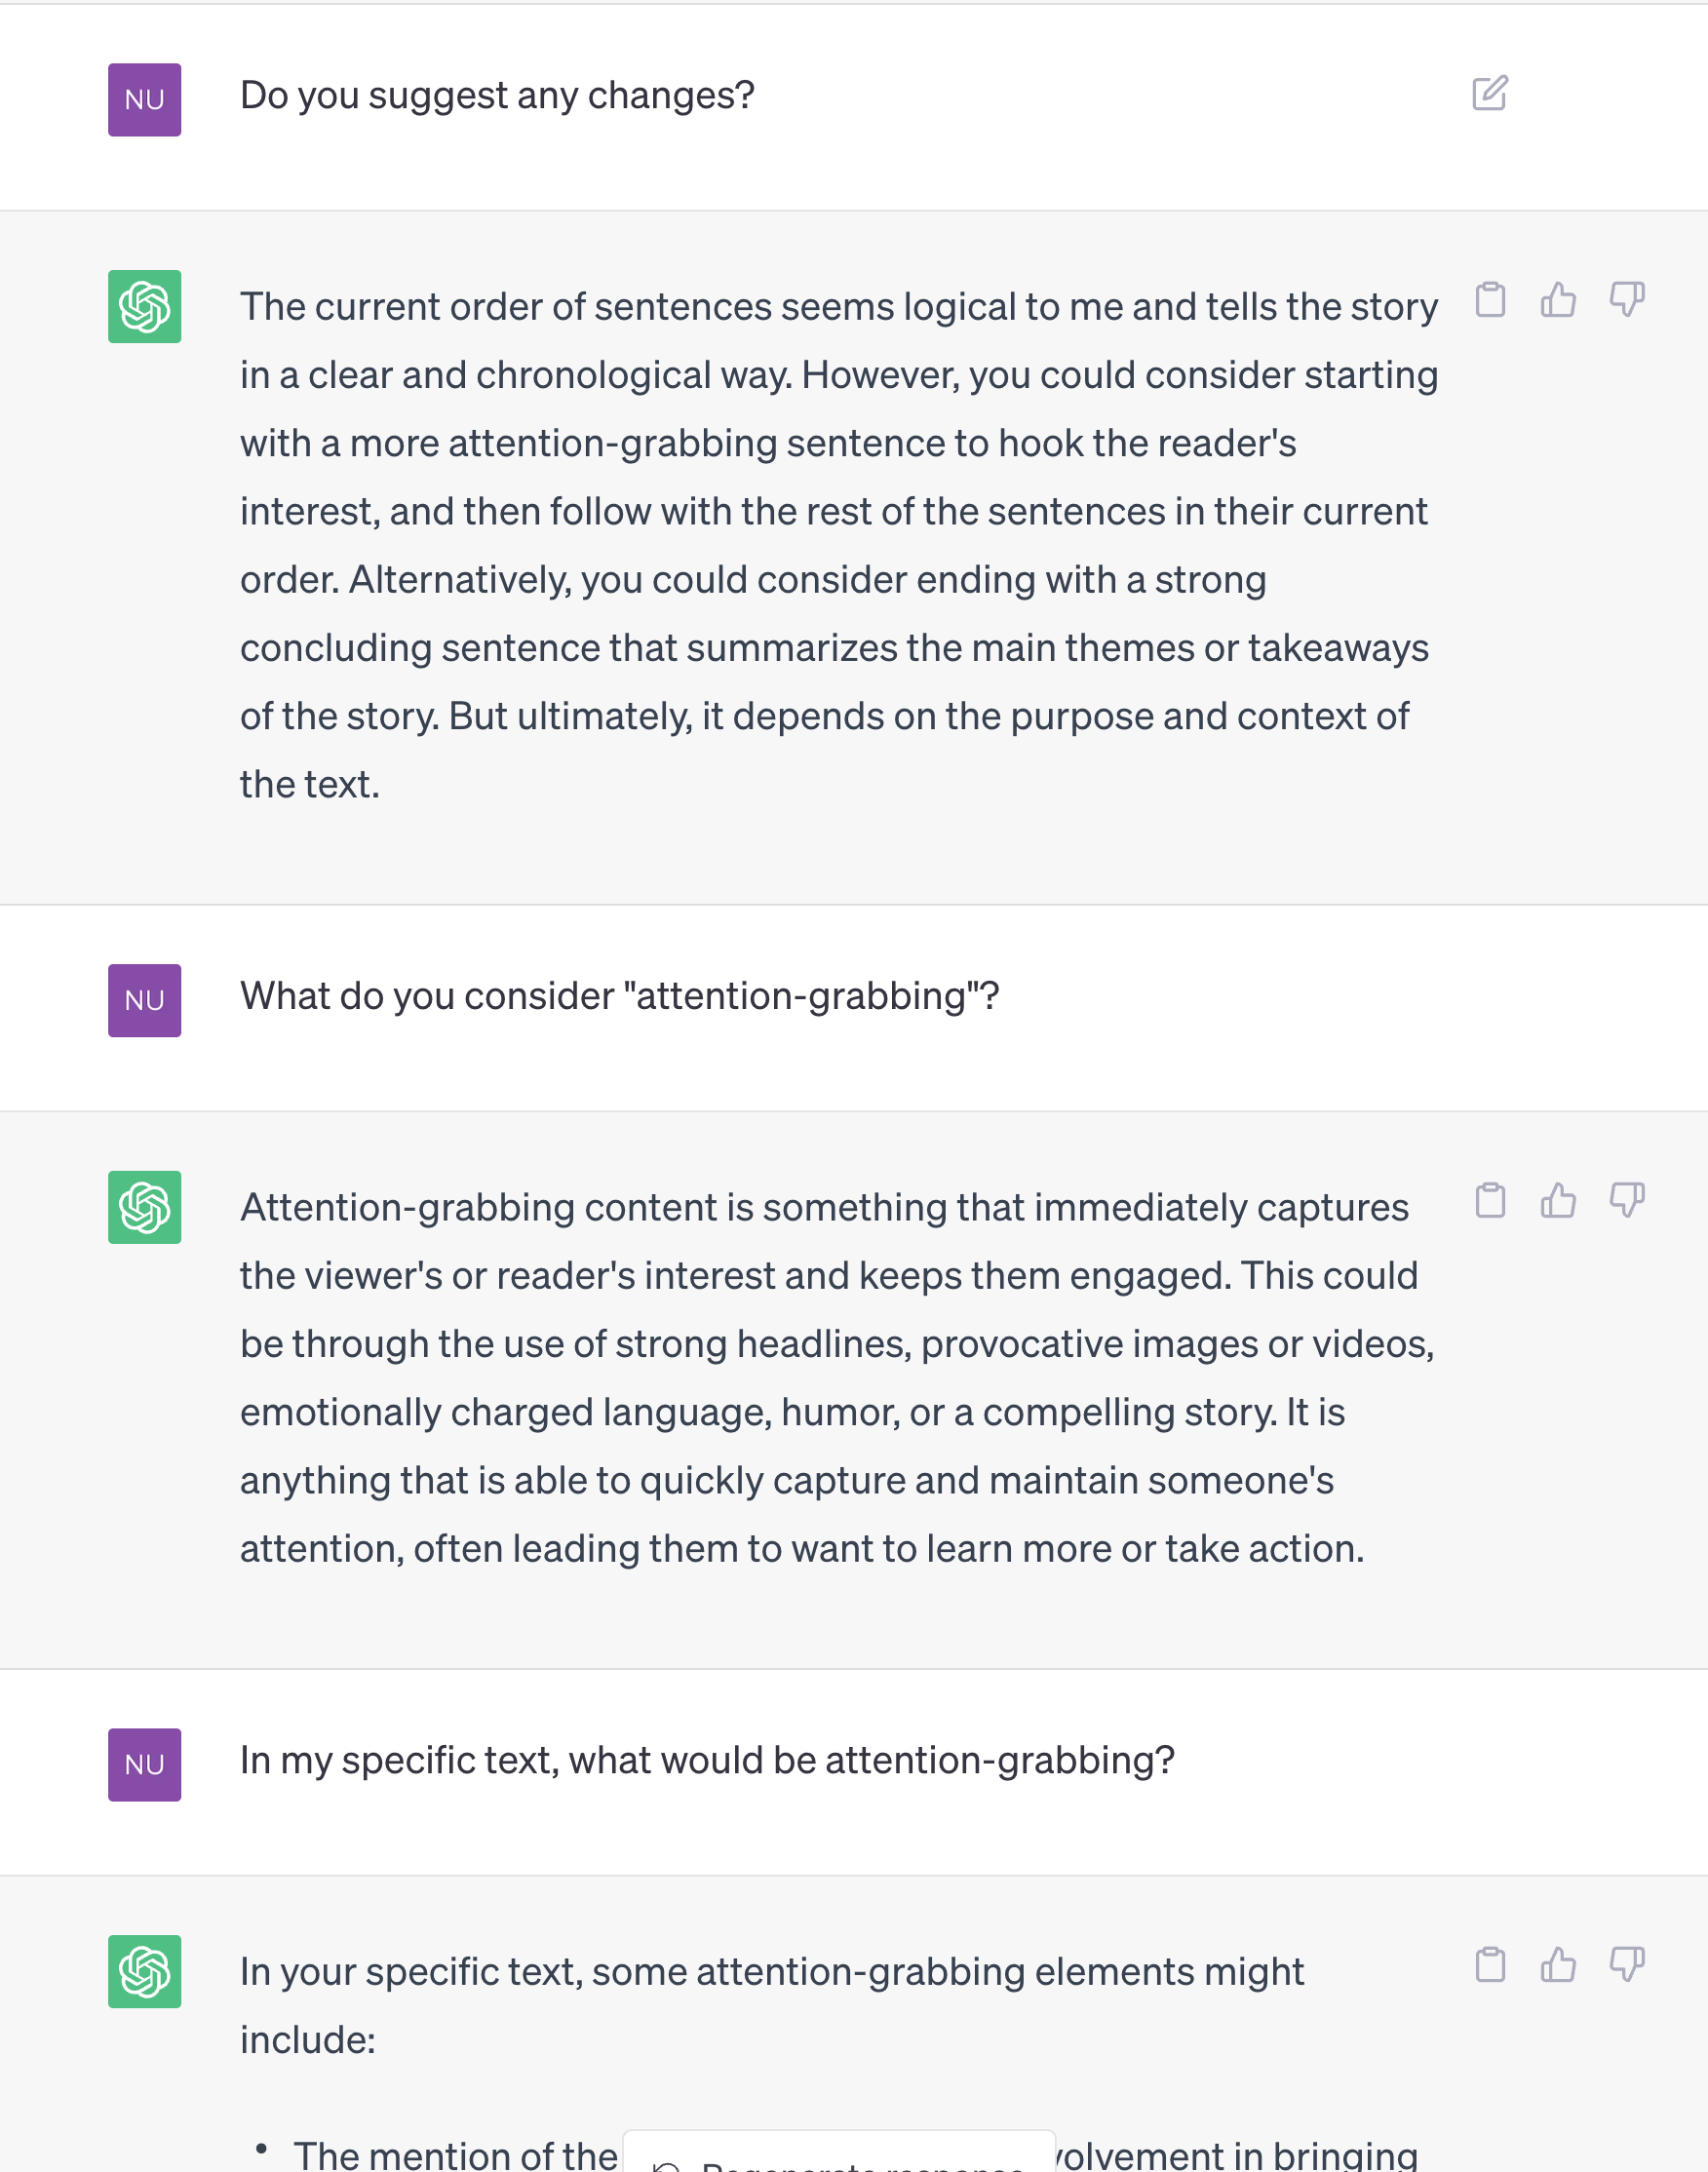 NU
Do you suggest any changes?
The current order of sentences seems logical to me and tells the story
in a clear and chronological way. However, you could consider starting
with a more attention-grabbing sentence to hook the reader's
interest, and then follow with the rest of the sentences in their current
order. Alternatively, you could consider ending with a strong
concluding sentence that summarizes the main themes or takeaways
of the story. But ultimately, it depends on the purpose and context of
the text.
NU
What do you consider "attention-grabbing"?
Attention-grabbing content is something that immediately captures
the viewer's or reader's interest and keeps them engaged. This could
be through the use of strong headlines, provocative images or videos,
emotionally charged language, humor, or a compelling story. It is
anything that is able to quickly capture and maintain someone's
attention, often leading them to want to learn more or take action.
NU
In my specific text, what would be attention-grabbing?
In your specific text, some attention-grabbing elements might
include:
• The mention of the in bringing
Regenerate response